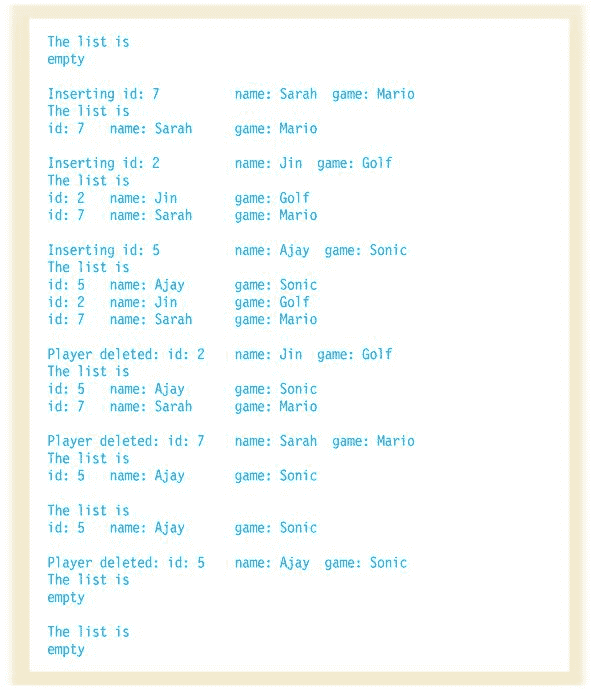 The list is
empty
Inserting id: 7 name: Sarah game: Mario
The list is
id: 7 name: Sarah game: Mario
Inserting id: 2 name: Jin game: Golf
The list is
id: 2 name: Jin game: Golf
id: 7 name: Sarah game: Mario
Inserting id: 5 name: Ajay game: Sonic
The list is
id: 5 name: Ajay game: Sonic
id: 2 name: Jin game: Golf
id: 7 name: Sarah game: Mario
Player deleted: id: 2 name: Jin game: Golf
The list is
id: 5 name: Ajay game: Sonic
id: 7 name: Sarah game: Mario
Player deleted: id: 7 name: Sarah game: Mario
The list is
id: 5 name: Ajay game: Sonic
The list is
id: 5 name: Ajay game: Sonic
Player deleted: id: 5 name: Ajay game: Sonic
The list is
empty
The list is
empty